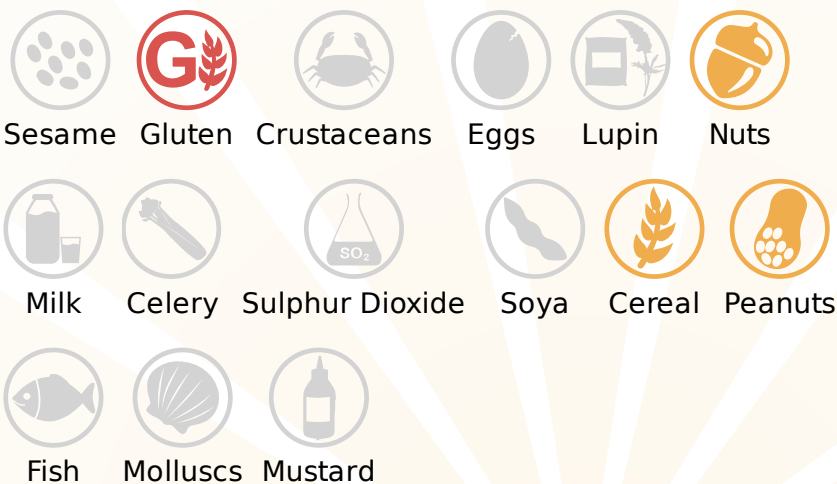 G
Sesame Gluten Crustaceans Eggs Lupin Nuts
SO₂
Milk Celery Sulphur Dioxide Soya Cereal Peanuts
Fish Molluscs Mustard